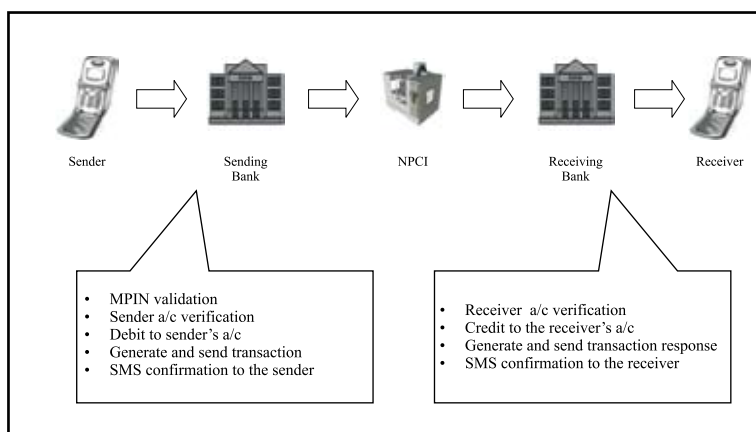 Sender
Sending
Bank
NPCI
Receiving
Bank
Receiver
• MPIN validation
• Sender a/c verification
• Debit to sender's a/c
• Generate and send transaction
• SMS confirmation to the sender
• Receiver a/c verification
• Credit to the receiver's a/c
• Generate and send transaction response
• SMS confirmation to the receiver